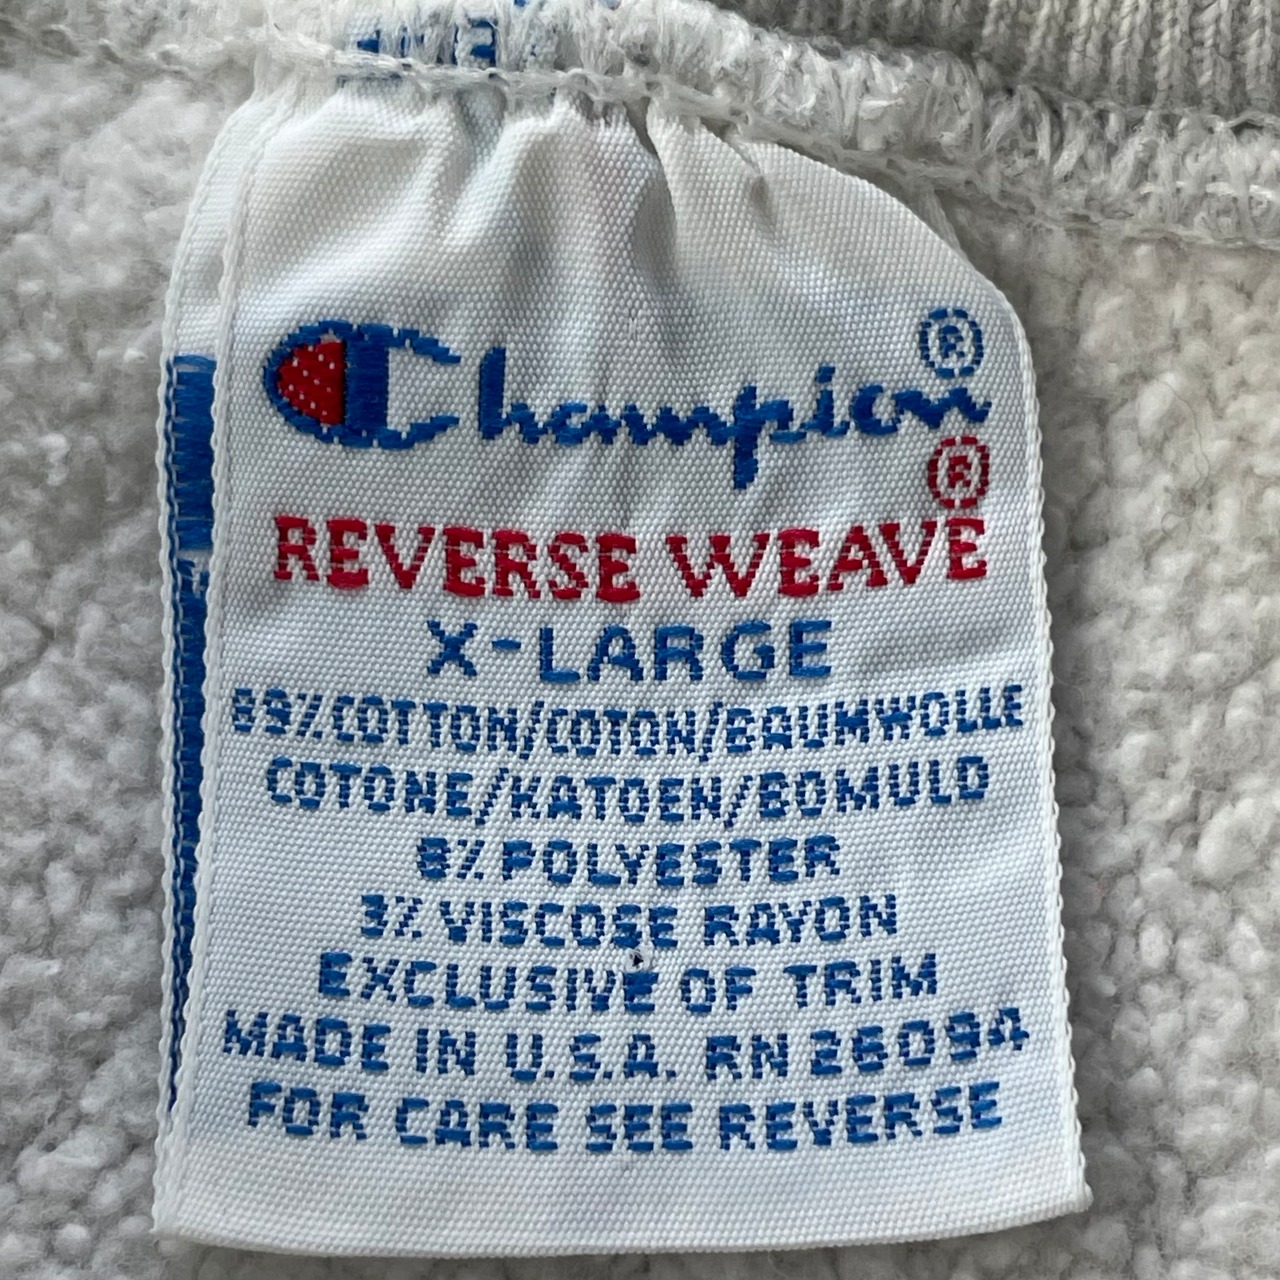 Champion®
REVERSE WEAVE®
X-LARGE
89%COTTON/COTON/BAUMWOLLE
COTONE/KATOEN/BOMULD
8% POLYESTER
3% VISCOSE RAYON
EXCLUSIVE OF TRIM
MADE IN U.S.A. RN 26094
FOR CARE SEE REVERSE